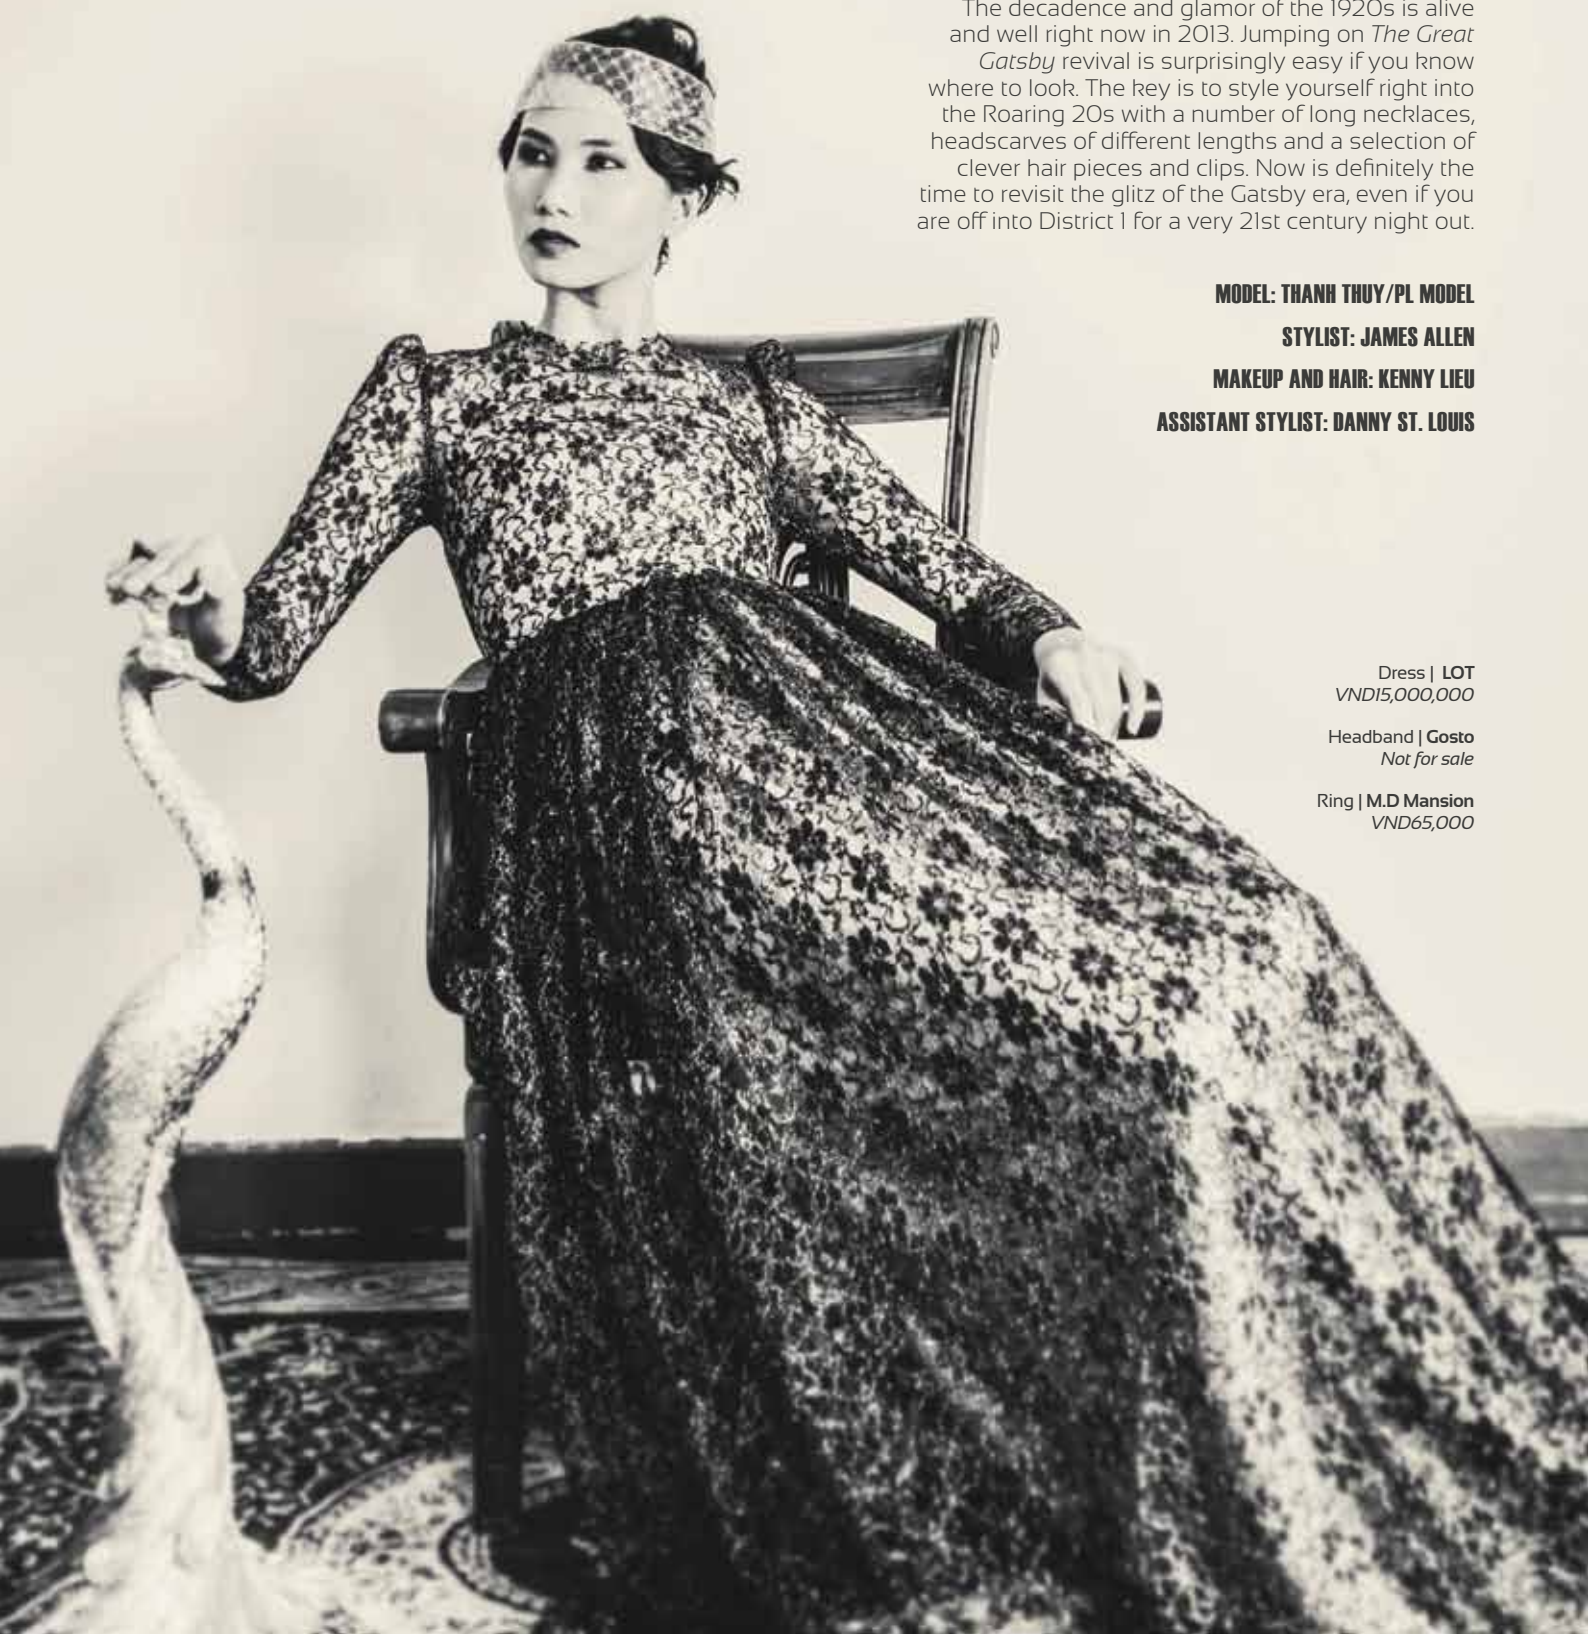 The decadence and glamor of the 1920s is alive
and well right now in 2013. Jumping on The Great
Gatsby revival is surprisingly easy if you know
where to look. The key is to style yourself right into
the Roaring 20s with a number of long necklaces,
headscarves of different lengths and a selection of
clever hair pieces and clips. Now is definitely the
time to revisit the glitz of the Gatsby era, even if you
are off into District 1 for a very 21st century night out.
MODEL: THANH THUY/PL MODEL
STYLIST: JAMES ALLEN
MAKEUP AND HAIR: KENNY LIEU
ASSISTANT STYLIST: DANNY ST. LOUIS
Dress | LOT
VND15,000,000
Headband | Gosto
Not for sale
Ring | M.D Mansion
VND65,000